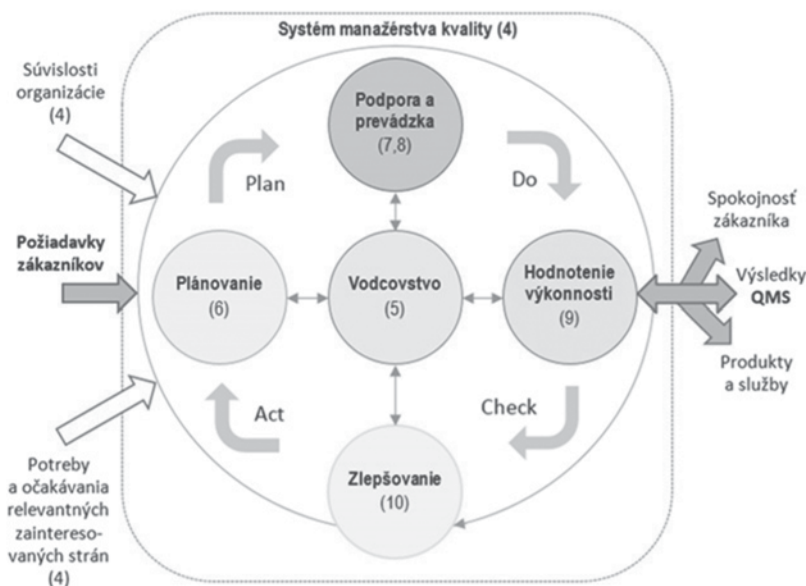 Systém manažérstva kvality (4)
Súvislosti
organizácie
(4)
Podpora a
prevádzka
(7,8)
Plan
Do
Požiadavky
zákazníkov
Plánovanie
(6)
Vodcovstvo
(5)
Hodnotenie
výkonnosti
(9)
Spokojnosť
zákazníka
Výsledky
QMS
Produkty
a služby
Act
Check
Zlepšovanie
(10)
Potreby
a očakávania
relevantných
zaintereso-
vaných strán
(4)